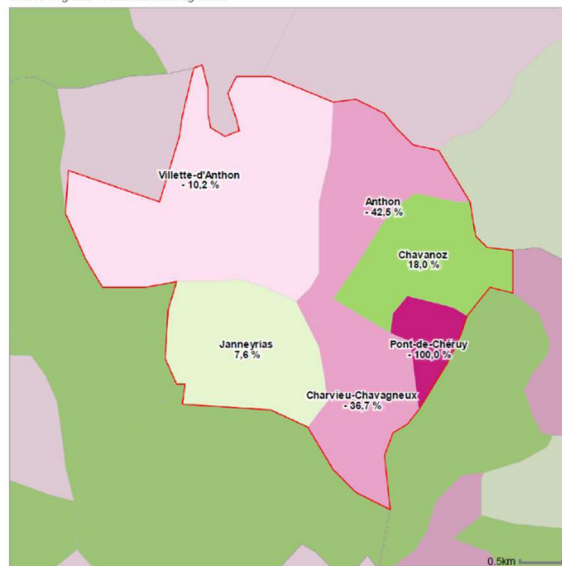 Villette-d'Anthon
- 10,2 %
Anthon
- 42,5 %
Chavanoz
18,0 %
Janneyrias
7,6 %
Pont-de-Chéruy
- 100,0 %
Charvieu-Chavagneux
- 36,7 %
0.5km